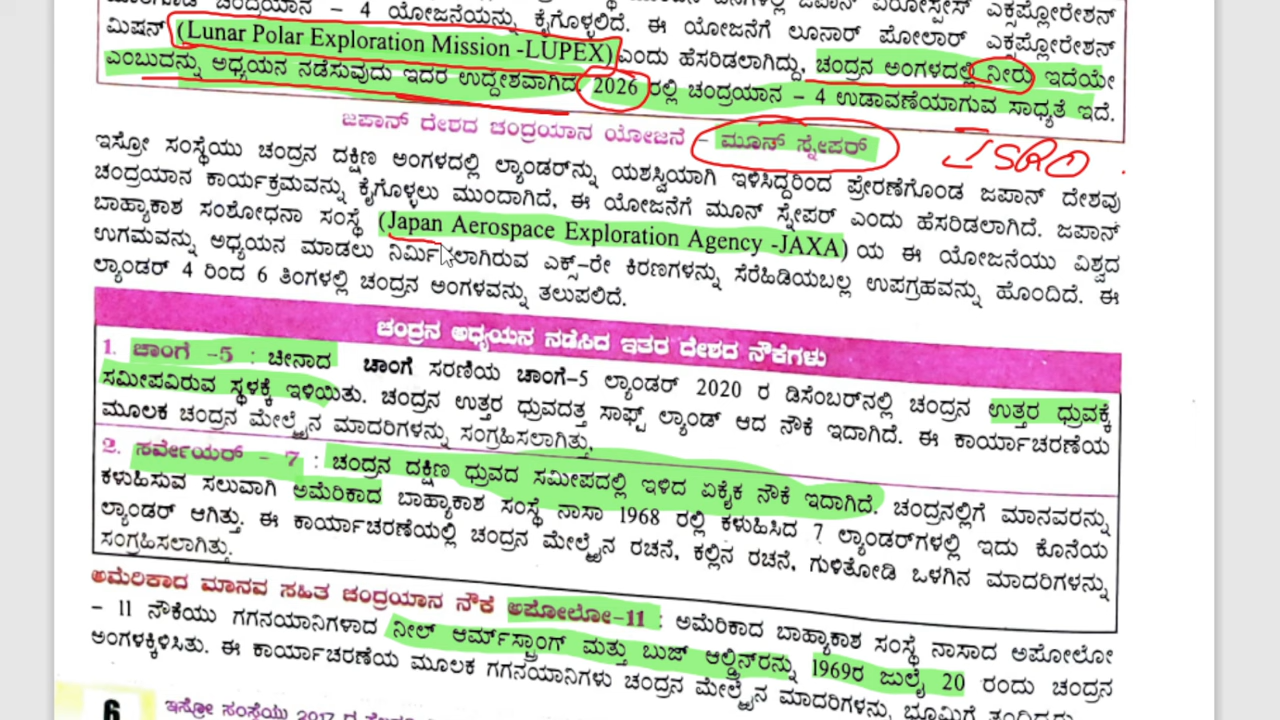 ಚಂದ್ರಯಾನ – 4 ಯೋಜನೆಯನ್ನು ಕೈಗೊಳ್ಳಲಿದೆ. ಈ ಯೋಜನೆಗೆ ಲೂನಾರ್ ಪೋಲಾರ್ ಎಕ್ಸ್‌ಪ್ಲೋರೇಶನ್
ಮಿಷನ್ (Lunar Polar Exploration Mission -LUPEX) ಎಂದು ಹೆಸರಿಡಲಾಗಿದ್ದು, ಚಂದ್ರನ ಅಂಗಳದಲ್ಲಿ ನೀರು ಇದೆಯೇ
ಎಂಬುದನ್ನು ಅಧ್ಯಯನ ನಡೆಸುವುದು ಇದರ ಉದ್ದೇಶವಾಗಿದೆ. 2026 ರಲ್ಲಿ ಚಂದ್ರಯಾನ – 4 ಉಡಾವಣೆಯಾಗುವ ಸಾಧ್ಯತೆ ಇದೆ.
ಜಪಾನ್ ದೇಶದ ಚಂದ್ರಯಾನ ಯೋಜನೆ – ಮೂನ್ ಸ್ನೇಪರ್
ISRO
ಇಸ್ರೋ ಸಂಸ್ಥೆಯು ಚಂದ್ರನ ದಕ್ಷಿಣ ಅಂಗಳದಲ್ಲಿ ಲ್ಯಾಂಡರ್‌ನ್ನು ಯಶಸ್ವಿಯಾಗಿ ಇಳಿಸಿದ್ದರಿಂದ ಪ್ರೇರಣೆಗೊಂಡ ಜಪಾನ್ ದೇಶವು
ಚಂದ್ರಯಾನ ಕಾರ್ಯಕ್ರಮವನ್ನು ಕೈಗೊಳ್ಳಲು ಮುಂದಾಗಿದೆ. ಈ ಯೋಜನೆಗೆ ಮೂನ್ ಸ್ನೇಪರ್ ಎಂದು ಹೆಸರಿಡಲಾಗಿದೆ. ಜಪಾನ್
ಬಾಹ್ಯಾಕಾಶ ಸಂಶೋಧನಾ ಸಂಸ್ಥೆ (Japan Aerospace Exploration Agency -JAXA) ಯ ಈ ಯೋಜನೆಯು ವಿಶ್ವದ
ಉಗಮವನ್ನು ಅಧ್ಯಯನ ಮಾಡಲು ನಿರ್ಮಿಸಲಾಗಿರುವ ಎಕ್ಸ್–ರೇ ಕಿರಣಗಳನ್ನು ಸೆರೆಹಿಡಿಯಬಲ್ಲ ಉಪಗ್ರಹವನ್ನು ಹೊಂದಿದೆ. ಈ
ಲ್ಯಾಂಡರ್ 4 ರಿಂದ 6 ತಿಂಗಳಲ್ಲಿ ಚಂದ್ರನ ಅಂಗಳವನ್ನು ತಲುಪಲಿದೆ.
ಚಂದ್ರನ ಅಧ್ಯಯನ ನಡೆಸಿದ ಇತರ ದೇಶದ ನೌಕೆಗಳು
1. ಚಾಂಗೆ –5 : ಚೀನಾದ ಚಾಂಗೆ ಸರಣಿಯ ಚಾಂಗೆ–5 ಲ್ಯಾಂಡರ್ 2020 ರ ಡಿಸೆಂಬರ್‌ನಲ್ಲಿ ಚಂದ್ರನ ಉತ್ತರ ಧ್ರುವಕ್ಕೆ
ಸಮೀಪವಿರುವ ಸ್ಥಳಕ್ಕೆ ಇಳಿಯಿತು. ಚಂದ್ರನ ಉತ್ತರ ಧ್ರುವದತ್ತ ಸಾಫ್ಟ್ ಲ್ಯಾಂಡ್ ಆದ ನೌಕೆ ಇದಾಗಿದೆ. ಈ ಕಾರ್ಯಾಚರಣೆಯ
ಮೂಲಕ ಚಂದ್ರನ ಮೇಲ್ಮೈನ ಮಾದರಿಗಳನ್ನು ಸಂಗ್ರಹಿಸಲಾಗಿತ್ತು.
2. ಸರ್ವೇಯರ್ – 7 : ಚಂದ್ರನ ದಕ್ಷಿಣ ಧ್ರುವದ ಸಮೀಪದಲ್ಲಿ ಇಳಿದ ಏಕೈಕ ನೌಕೆ ಇದಾಗಿದೆ. ಚಂದ್ರನಲ್ಲಿಗೆ ಮಾನವರನ್ನು
ಕಳುಹಿಸುವ ಸಲುವಾಗಿ ಅಮೆರಿಕಾದ ಬಾಹ್ಯಾಕಾಶ ಸಂಸ್ಥೆ ನಾಸಾ 1968 ರಲ್ಲಿ ಕಳುಹಿಸಿದ 7 ಲ್ಯಾಂಡರ್‌ಗಳಲ್ಲಿ ಇದು ಕೊನೆಯ
ಲ್ಯಾಂಡರ್ ಆಗಿತ್ತು. ಈ ಕಾರ್ಯಾಚರಣೆಯಲ್ಲಿ ಚಂದ್ರನ ಮೇಲ್ಮೈನ ರಚನೆ, ಕಲ್ಲಿನ ರಚನೆ, ಗುಳಿತೋಡಿ ಒಳಗಿನ ಮಾದರಿಗಳನ್ನು
ಸಂಗ್ರಹಿಸಲಾಗಿತ್ತು.
ಅಮೆರಿಕಾದ ಮಾನವ ಸಹಿತ ಚಂದ್ರಯಾನ ನೌಕೆ ಅಪೋಲೋ–11 : ಅಮೆರಿಕಾದ ಬಾಹ್ಯಾಕಾಶ ಸಂಸ್ಥೆ ನಾಸಾದ ಅಪೋಲೋ
– 11 ನೌಕೆಯು ಗಗನಯಾನಿಗಳಾದ ನೀಲ್ ಆರ್ಮ್‌ಸ್ಟ್ರಾಂಗ್ ಮತ್ತು ಬುಜ್ ಆಲ್ಡ್ರಿನ್‌ರನ್ನು 1969ರ ಜುಲೈ 20 ರಂದು ಚಂದ್ರನ
ಅಂಗಳಕ್ಕಿಳಿಸಿತು. ಈ ಕಾರ್ಯಾಚರಣೆಯ ಮೂಲಕ ಗಗನಯಾನಿಗಳು ಚಂದ್ರನ ಮೇಲ್ಮೈನ ಮಾದರಿಗಳನ್ನು ಭೂಮಿಗೆ
6 ಇಸ್ರೋ ಸಂಸ್ಥೆಯು 2017 ರ